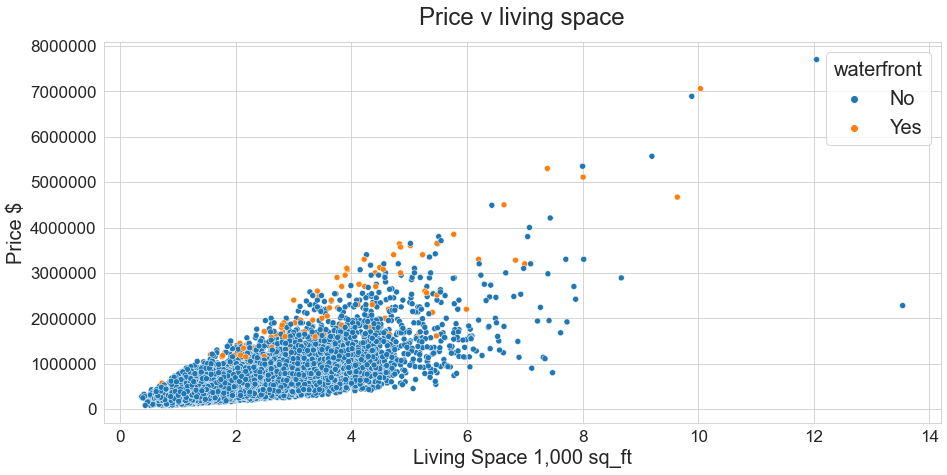 Price v living space
8000000
7000000
6000000
5000000
4000000
3000000
2000000
1000000
0
Price $
waterfront
No
Yes
0 2 4 6 8 10 12 14
Living Space 1,000 sq_ft